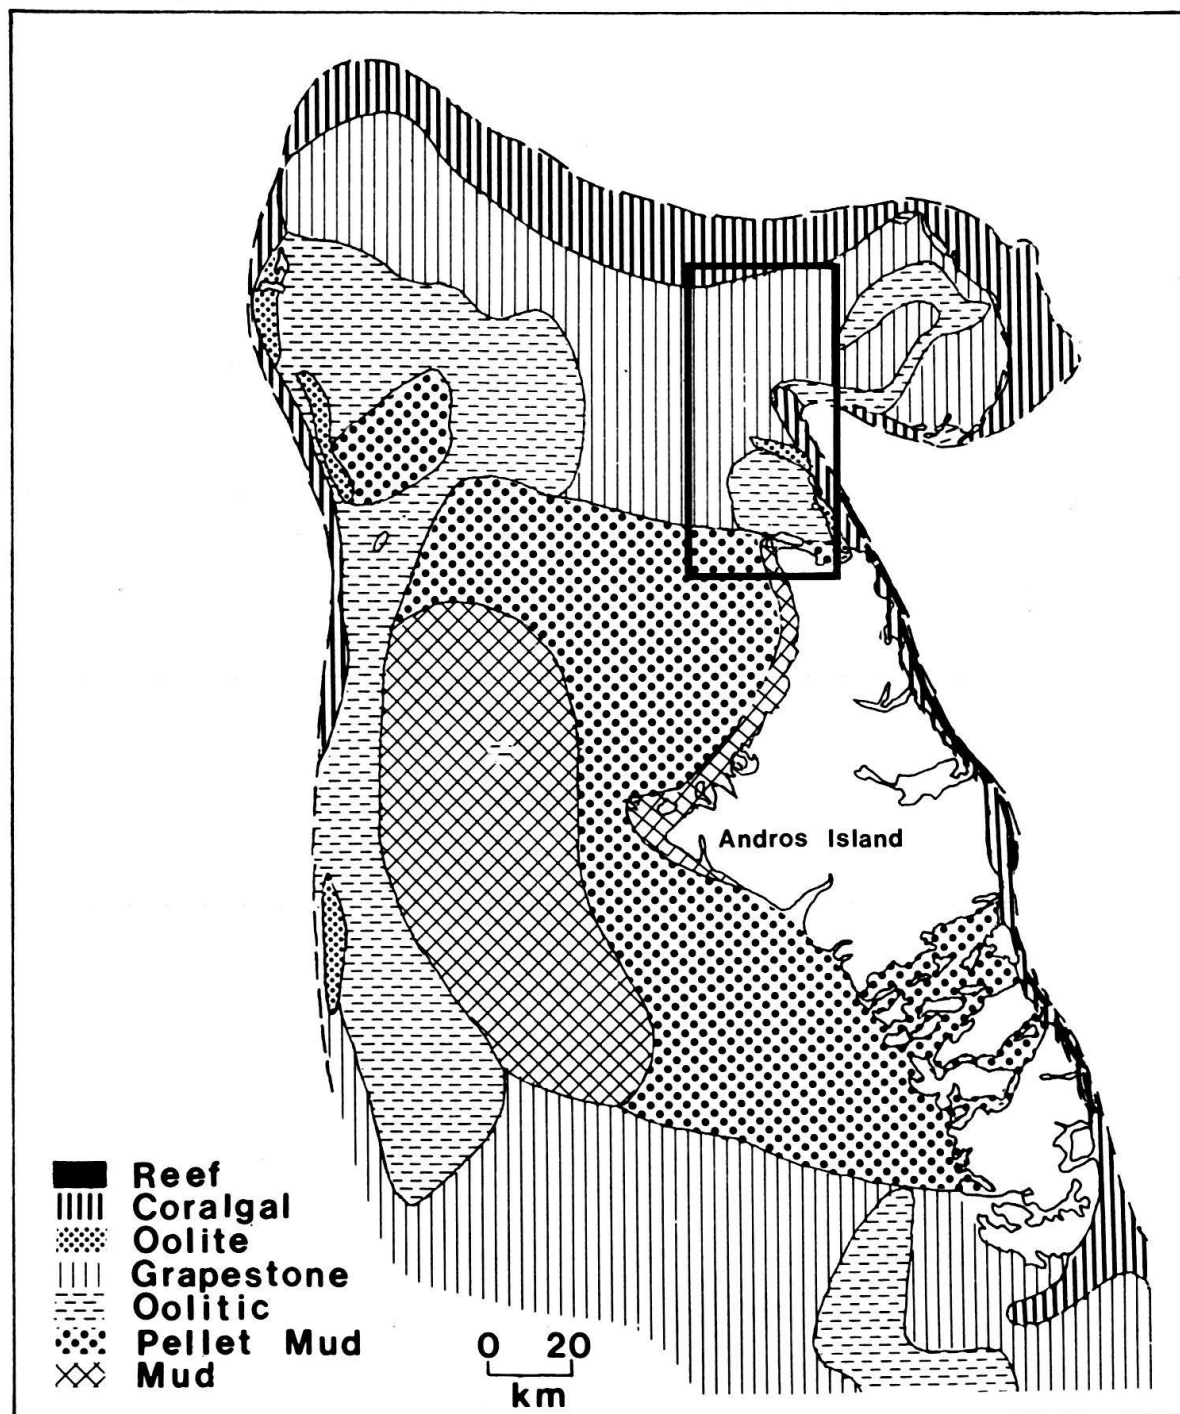 Andros Island
Reef
Coralgal
Oolite
Grapestone
Oolitic
Pellet Mud
Mud
0 20
km